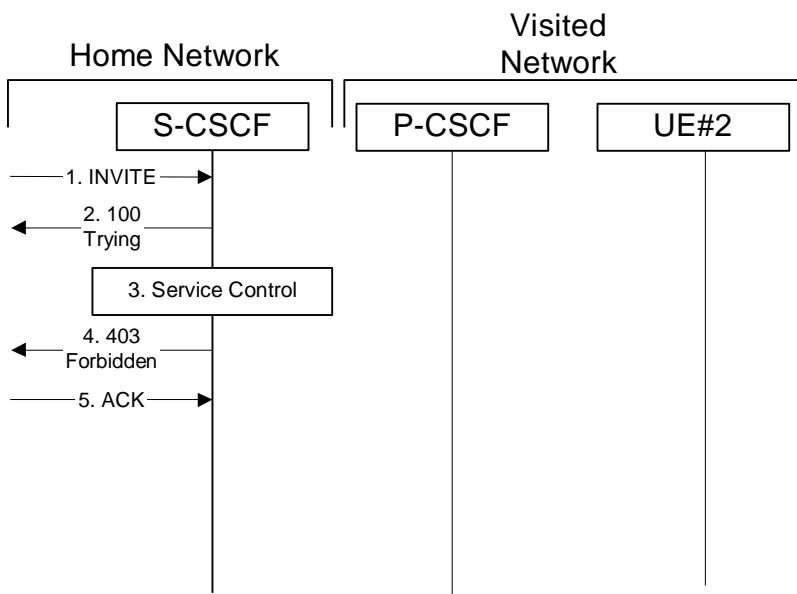 Home Network
Visited
Network
S-CSCF
P-CSCF
UE#2
1. INVITE
2. 100
Trying
3. Service Control
4. 403
Forbidden
5. ACK